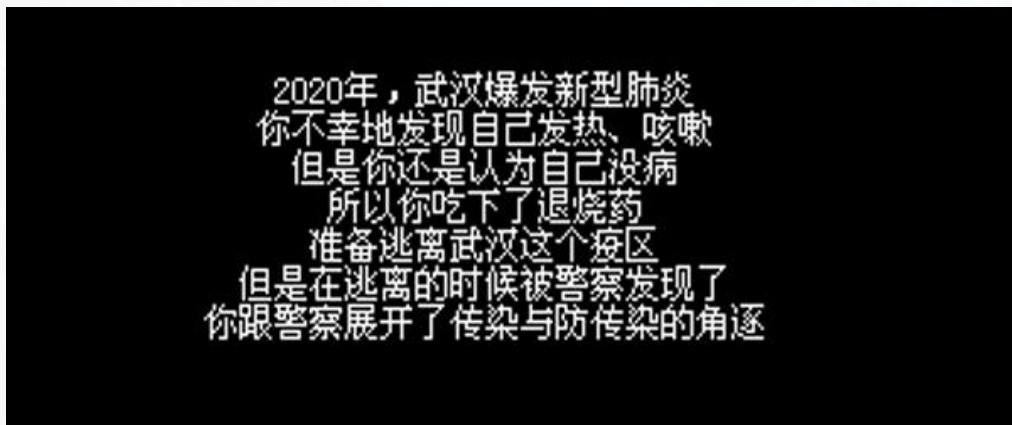 2020年，武汉爆发新型肺炎
你不幸地发现自己发热、咳嗽
但是你还是认为自己没病
所以你吃下了退烧药
准备逃离武汉这个疫区
但是在逃离的时候被警察发现了
你跟警察展开了传染与防传染的角逐